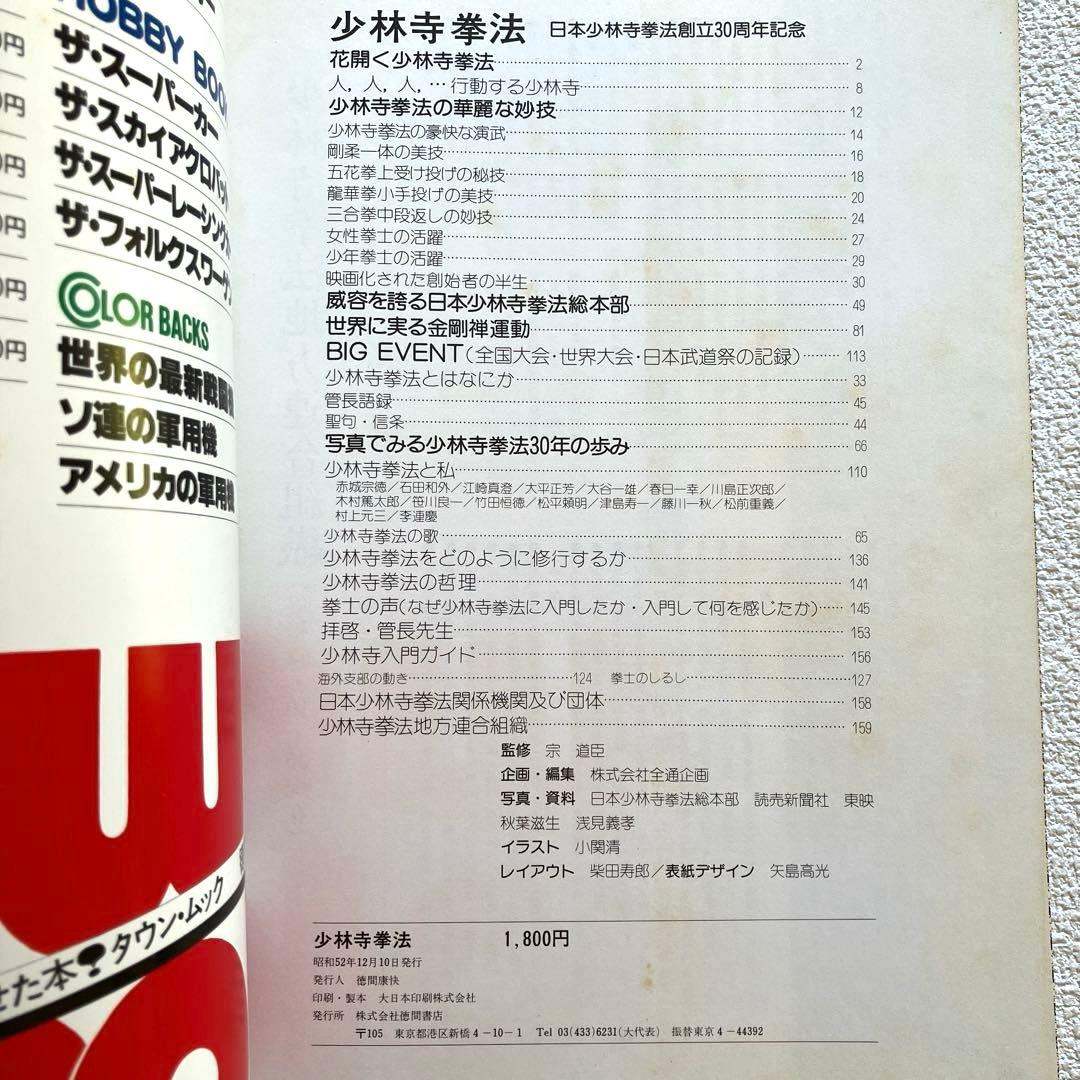 HOBBY BOOK
ザ・スーパーカー
ザ・スカイアクロバット
ザ・スーパーレーシング
ザ・フォルクスワーゲン
COLOR BACKS
世界の最新戦闘機
ソ連の軍用機
アメリカの軍用機
0円
0円
0円
0円
0円
0円
せた本 タウン・ムック
少林寺拳法 日本少林寺拳法創立30周年記念
花開く少林寺拳法 2
人，人，人，…行動する少林寺 8
少林寺拳法の華麗な妙技 12
少林寺拳法の豪快な演武 14
剛柔一体の美技 16
五花拳上受け投げの秘技 18
龍華拳小手投げの美技 20
三合拳中段返しの妙技 24
女性拳士の活躍 27
少年拳士の活躍 29
映画化された創始者の半生 30
威容を誇る日本少林寺拳法総本部 49
世界に実る金剛禅運動 81
BIG EVENT(全国大会・世界大会・日本武道祭の記録) 113
少林寺拳法とはなにか 33
管長語録 45
聖句・信条 44
写真でみる少林寺拳法30年の歩み 66
少林寺拳法と私 110
赤城宗徳／石田和外／江崎真澄／大平正芳／大谷一雄／春日一幸／川島正次郎／
木村篤太郎／笹川良一／竹田恒徳／松平頼明／津島寿一／藤川一秋／松前重義／
村上元三／李連慶
少林寺拳法の歌 65
少林寺拳法をどのように修行するか 136
少林寺拳法の哲理 141
拳士の声(なぜ少林寺拳法に入門したか・入門して何を感じたか) 145
拝啓・管長先生 153
少林寺入門ガイド 156
海外支部の動き 124 拳士のしるし 127
日本少林寺拳法関係機関及び団体 158
少林寺拳法地方連合組織 159
監修 宗 道臣
企画・編集 株式会社全通企画
写真・資料 日本少林寺拳法総本部 読売新聞社 東映
秋葉滋生 浅見義孝
イラスト 小関清
レイアウト 柴田寿郎／表紙デザイン 矢島高光
少林寺拳法 1,800円
昭和52年12月10日発行
発行人 徳間康快
印刷・製本 大日本印刷株式会社
発行所 株式会社徳間書店
〒105 東京都港区新橋4-10-1 Tel 03(433)6231(大代表) 振替東京4-44392